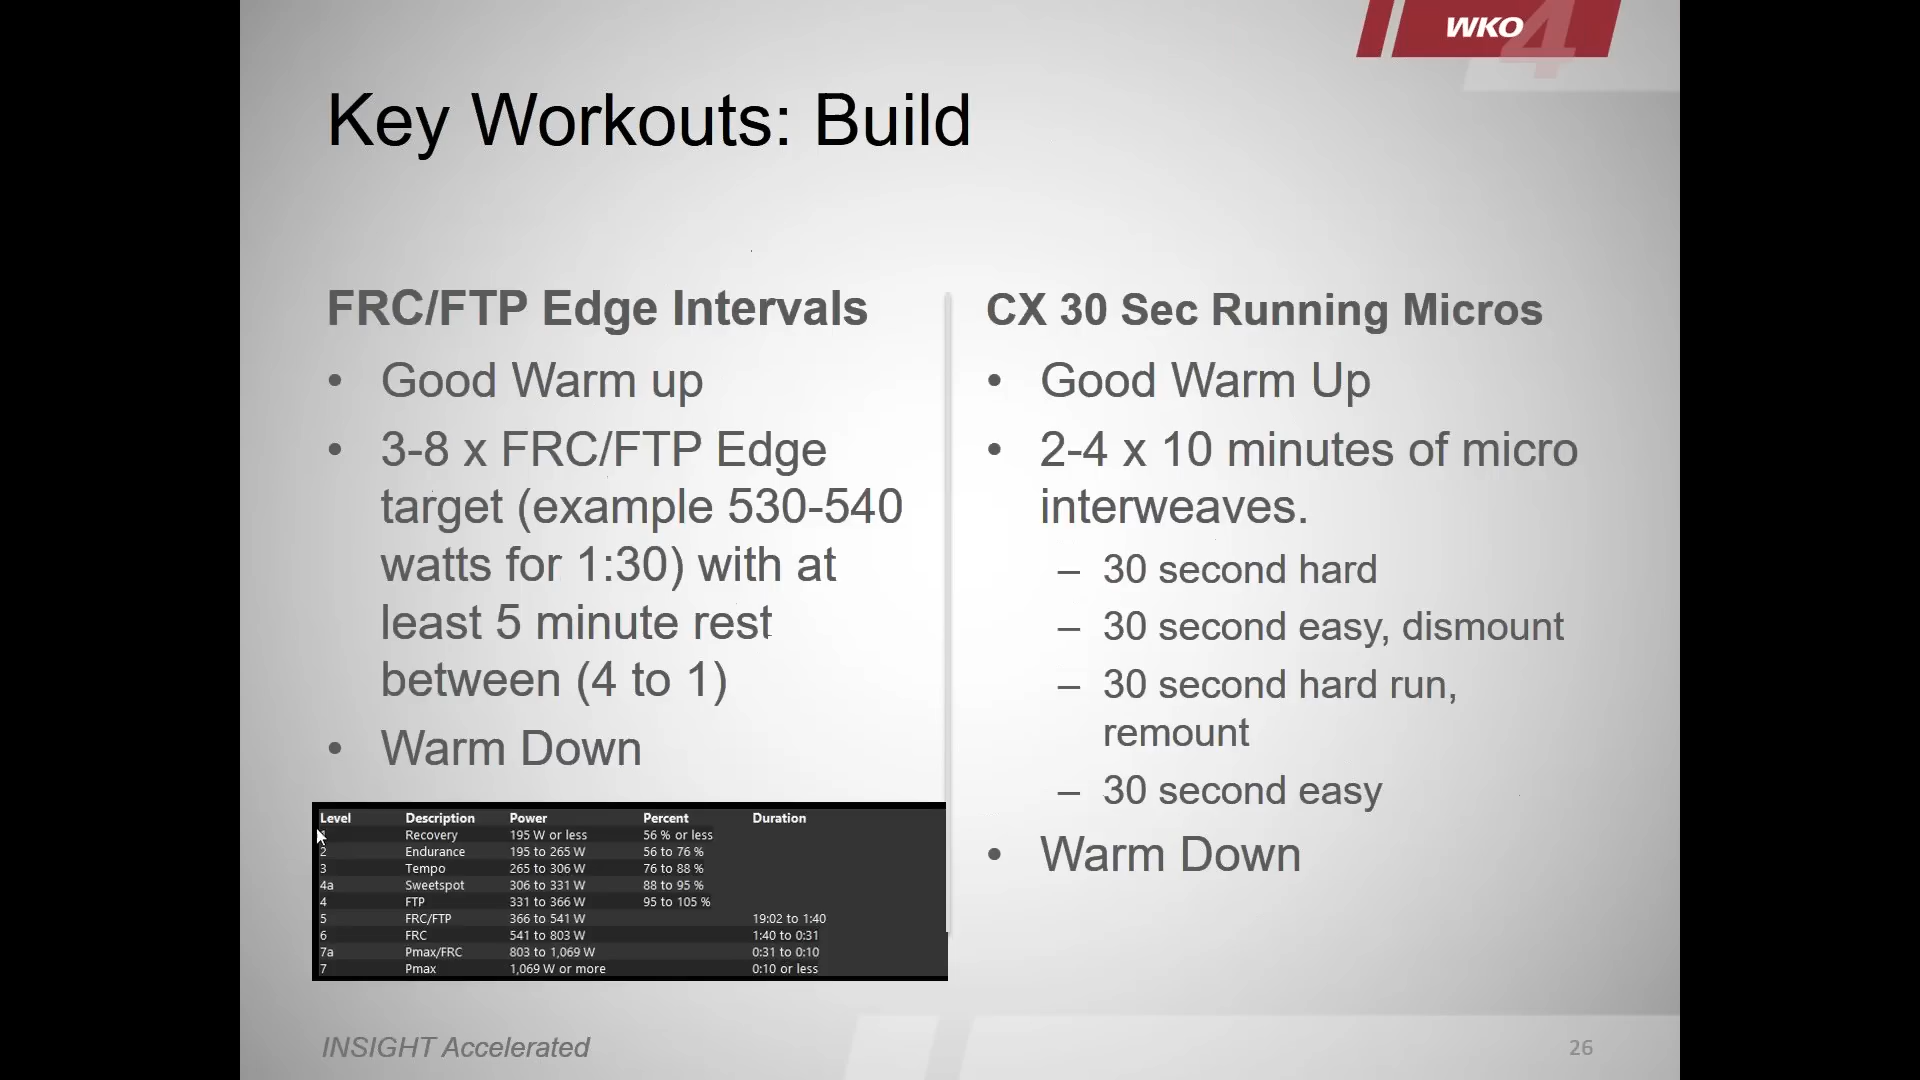 WKO 4
Key Workouts: Build
FRC/FTP Edge Intervals
• Good Warm up
• 3-8 x FRC/FTP Edge
target (example 530-540
watts for 1:30) with at
least 5 minute rest
between (4 to 1)
• Warm Down
Level Description Power Percent Duration
1 Recovery 195 W or less 56 % or less
2 Endurance 195 to 265 W 56 to 76 %
3 Tempo 265 to 306 W 76 to 88 %
4a Sweetspot 306 to 331 W 88 to 95 %
4 FTP 331 to 366 W 95 to 105 %
5 FRC/FTP 366 to 541 W 19:02 to 1:40
6 FRC 541 to 803 W 1:40 to 0:31
7a Pmax/FRC 803 to 1,069 W 0:31 to 0:10
7 Pmax 1,069 W or more 0:10 or less
CX 30 Sec Running Micros
• Good Warm Up
• 2-4 x 10 minutes of micro
interweaves.
– 30 second hard
– 30 second easy, dismount
– 30 second hard run,
remount
– 30 second easy
• Warm Down
INSIGHT Accelerated
26